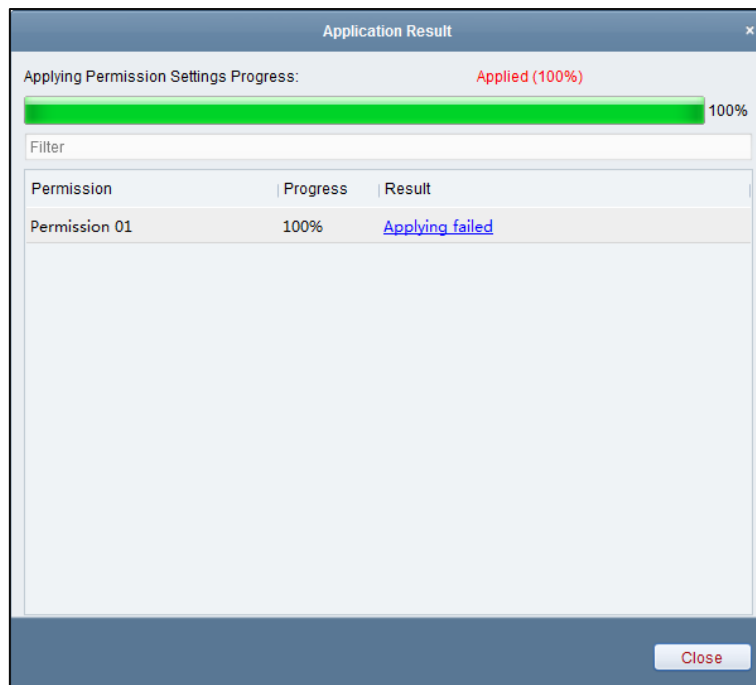 Application Result ×
Applying Permission Settings Progress: Applied (100%)
100%
Filter
Permission Progress Result
Permission 01 100% Applying failed
Close